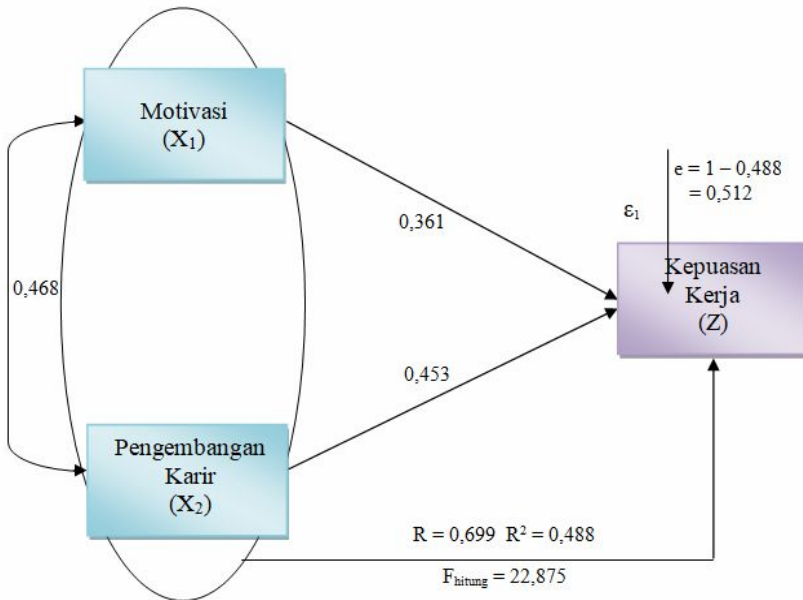 Motivasi
(X₁)
e = 1 – 0,488
= 0,512
ε₁
0,361
Kepuasan
Kerja
(Z)
0,468
0,453
Pengembangan
Karir
(X₂)
R = 0,699 R² = 0,488
Fhitung = 22,875